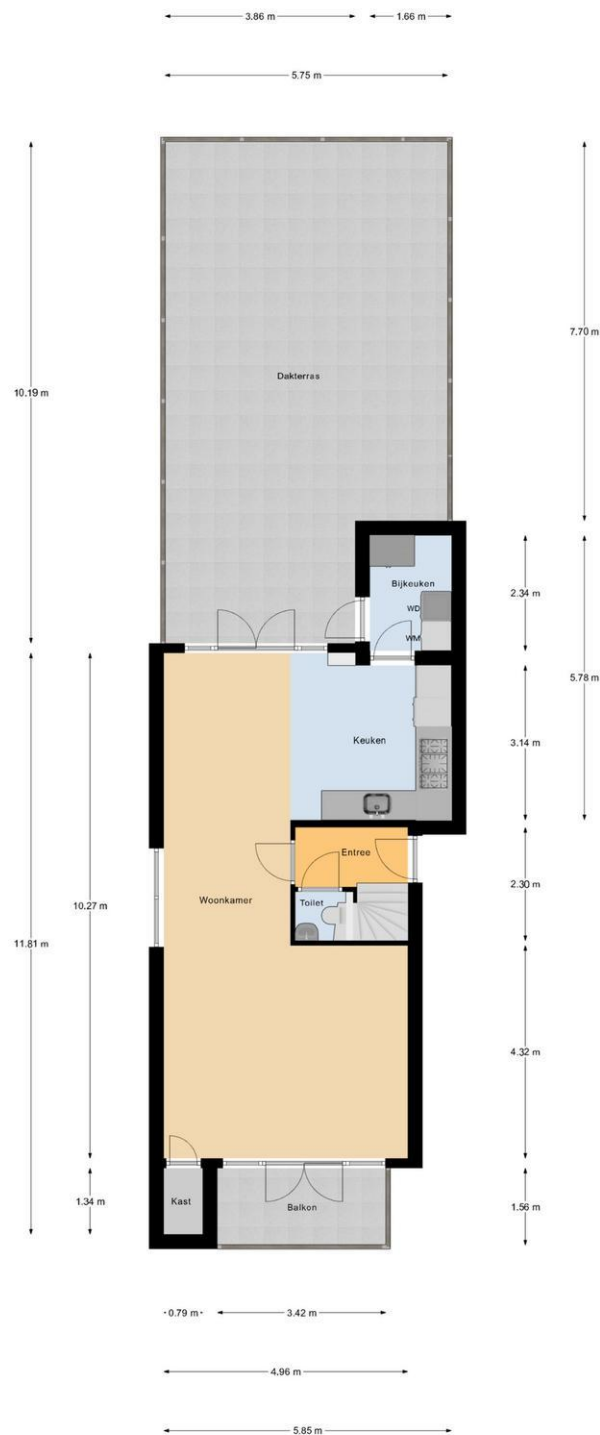 3.86 m 1.66 m
5.75 m
7.70 m
Dakterras
10.19 m
Bijkeuken
WD
2.34 m
WM
5.78 m
Keuken
3.14 m
Entree
Woonkamer
Toilet
10.27 m
2.30 m
11.81 m
4.32 m
Kast
1.34 m
Balkon
1.56 m
0.79 m 3.42 m
4.96 m
5.85 m